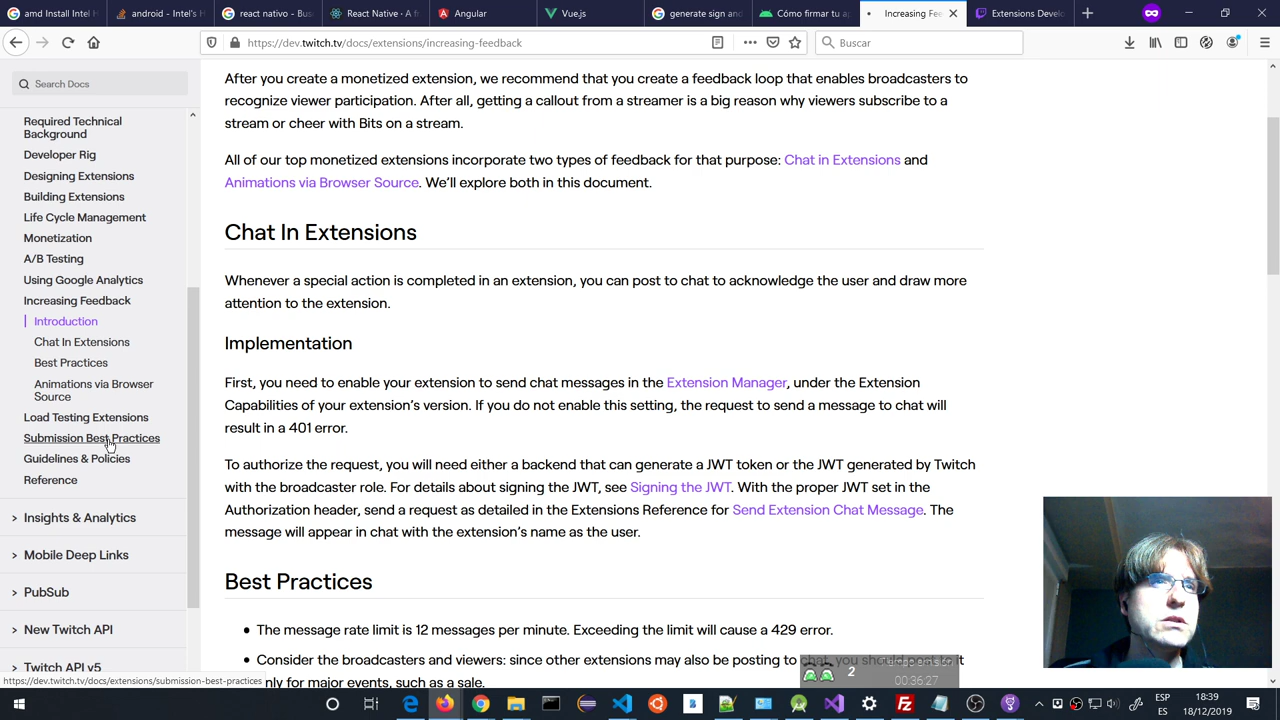 and Install Intel H
android - Intel's H
react nativo - Bus
React Native · A f
Angular
Vue.js
generate sign and
Cómo firmar tu a
Increasing Fee
Extensions Devel
https://dev.twitch.tv/docs/extensions/increasing-feedback
Buscar
Search Docs
Required Technical
Background
Developer Rig
Designing Extensions
Building Extensions
Life Cycle Management
Monetization
A/B Testing
Using Google Analytics
Increasing Feedback
Introduction
Chat In Extensions
Best Practices
Animations via Browser
Source
Load Testing Extensions
Submission Best Practices
Guidelines & Policies
Reference
Insights & Analytics
Mobile Deep Links
PubSub
New Twitch API
Twitch API v5
https://dev.twitch.tv/docs/extensions/submission-best-practices
After you create a monetized extension, we recommend that you create a feedback loop that enables broadcasters to
recognize viewer participation. After all, getting a callout from a streamer is a big reason why viewers subscribe to a
stream or cheer with Bits on a stream.
All of our top monetized extensions incorporate two types of feedback for that purpose: Chat in Extensions and
Animations via Browser Source. We'll explore both in this document.
Chat In Extensions
Whenever a special action is completed in an extension, you can post to chat to acknowledge the user and draw more
attention to the extension.
Implementation
First, you need to enable your extension to send chat messages in the Extension Manager, under the Extension
Capabilities of your extension's version. If you do not enable this setting, the request to send a message to chat will
result in a 401 error.
To authorize the request, you will need either a backend that can generate a JWT token or the JWT generated by Twitch
with the broadcaster role. For details about signing the JWT, see Signing the JWT. With the proper JWT set in the
Authorization header, send a request as detailed in the Extensions Reference for Send Extension Chat Message. The
message will appear in chat with the extension's name as the user.
Best Practices
The message rate limit is 12 messages per minute. Exceeding the limit will cause a 429 error.
Consider the broadcasters and viewers: since other extensions may also be posting to chat, you should post to it
nly for major events, such as a sale.
2
00:36:27
ESP
ES
18:39
18/12/2019